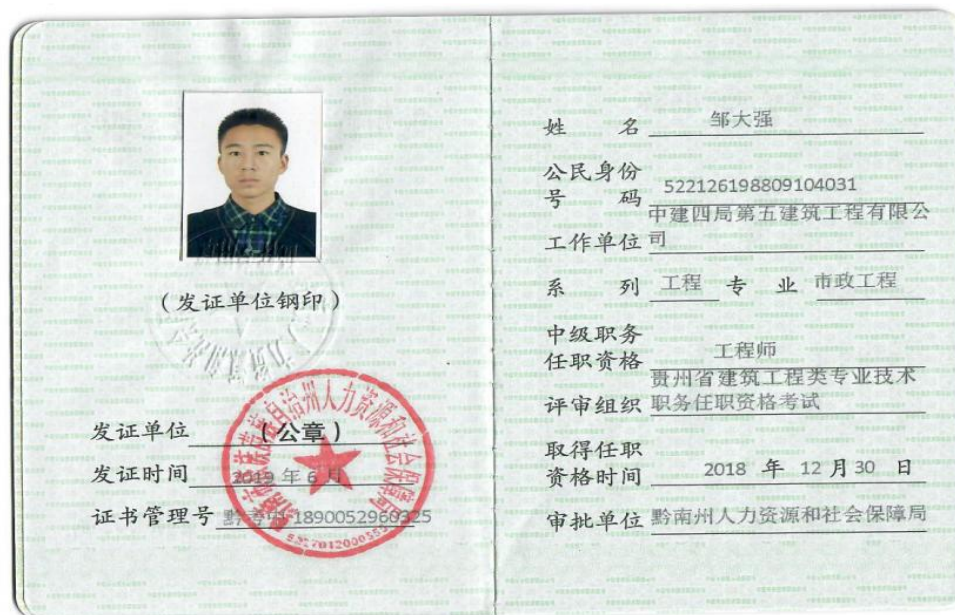 (发证单位钢印)
发证单位 (公章)
发证时间 2019 年 6 月
证书管理号 1890052960325
姓 名 邹大强
公民身份
号 码 522126198809104031
中建四局第五建筑工程有限公
工作单位 司
系 列 工程 专 业 市政工程
中级职务
任职资格 工程师
贵州省建筑工程类专业技术
评审组织 职务任职资格考试
取得任职
资格时间 2018 年 12 月 30 日
审批单位 黔南州人力资源和社会保障局